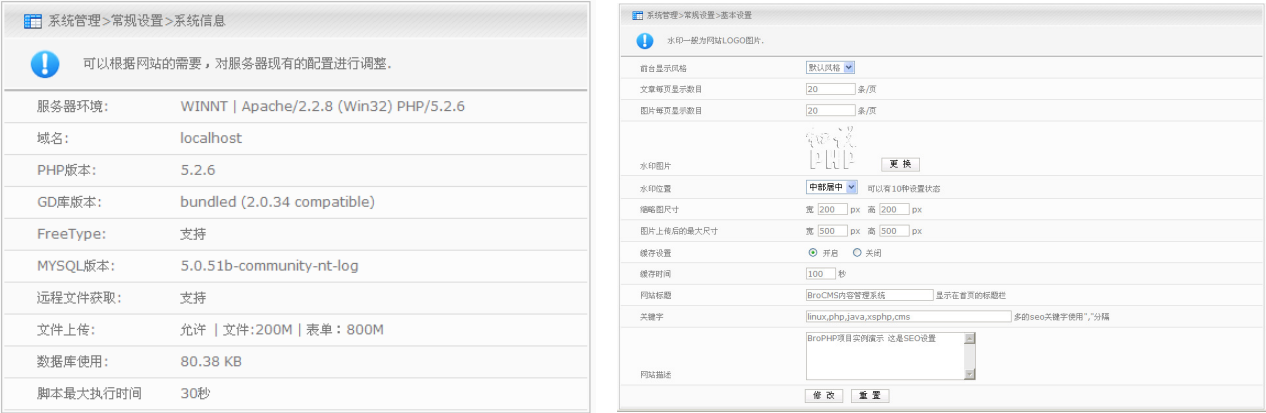 系统管理>常规设置>系统信息
可以根据网站的需要，对服务器现有的配置进行调整.
服务器环境: WINNT | Apache/2.2.8 (Win32) PHP/5.2.6
域名: localhost
PHP版本: 5.2.6
GD库版本: bundled (2.0.34 compatible)
FreeType: 支持
MYSQL版本: 5.0.51b-community-nt-log
远程文件获取: 支持
文件上传: 允许 | 文件:200M | 表单：800M
数据库使用: 80.38 KB
脚本最大执行时间 30秒
系统管理>常规设置>基本设置
水印一般为网站LOGO图片.
前台显示风格 默认风格
文章每页显示数目 20 条/页
图片每页显示数目 20 条/页
PHP
水印图片 更 换
水印位置 中部居中 可以有10种设置状态
缩略图尺寸 宽 200 px 高 200 px
图片上传后的最大尺寸 宽 500 px 高 500 px
缓存设置 开启 关闭
缓存时间 100 秒
网站标题 BroCMS内容管理系统 显示在首页的标题栏
关键字 linux,php,java,xsphp,cms 多的seo关键字使用","分隔
BroPHP项目实例演示 这是SEO设置
网站描述
修 改 重 置